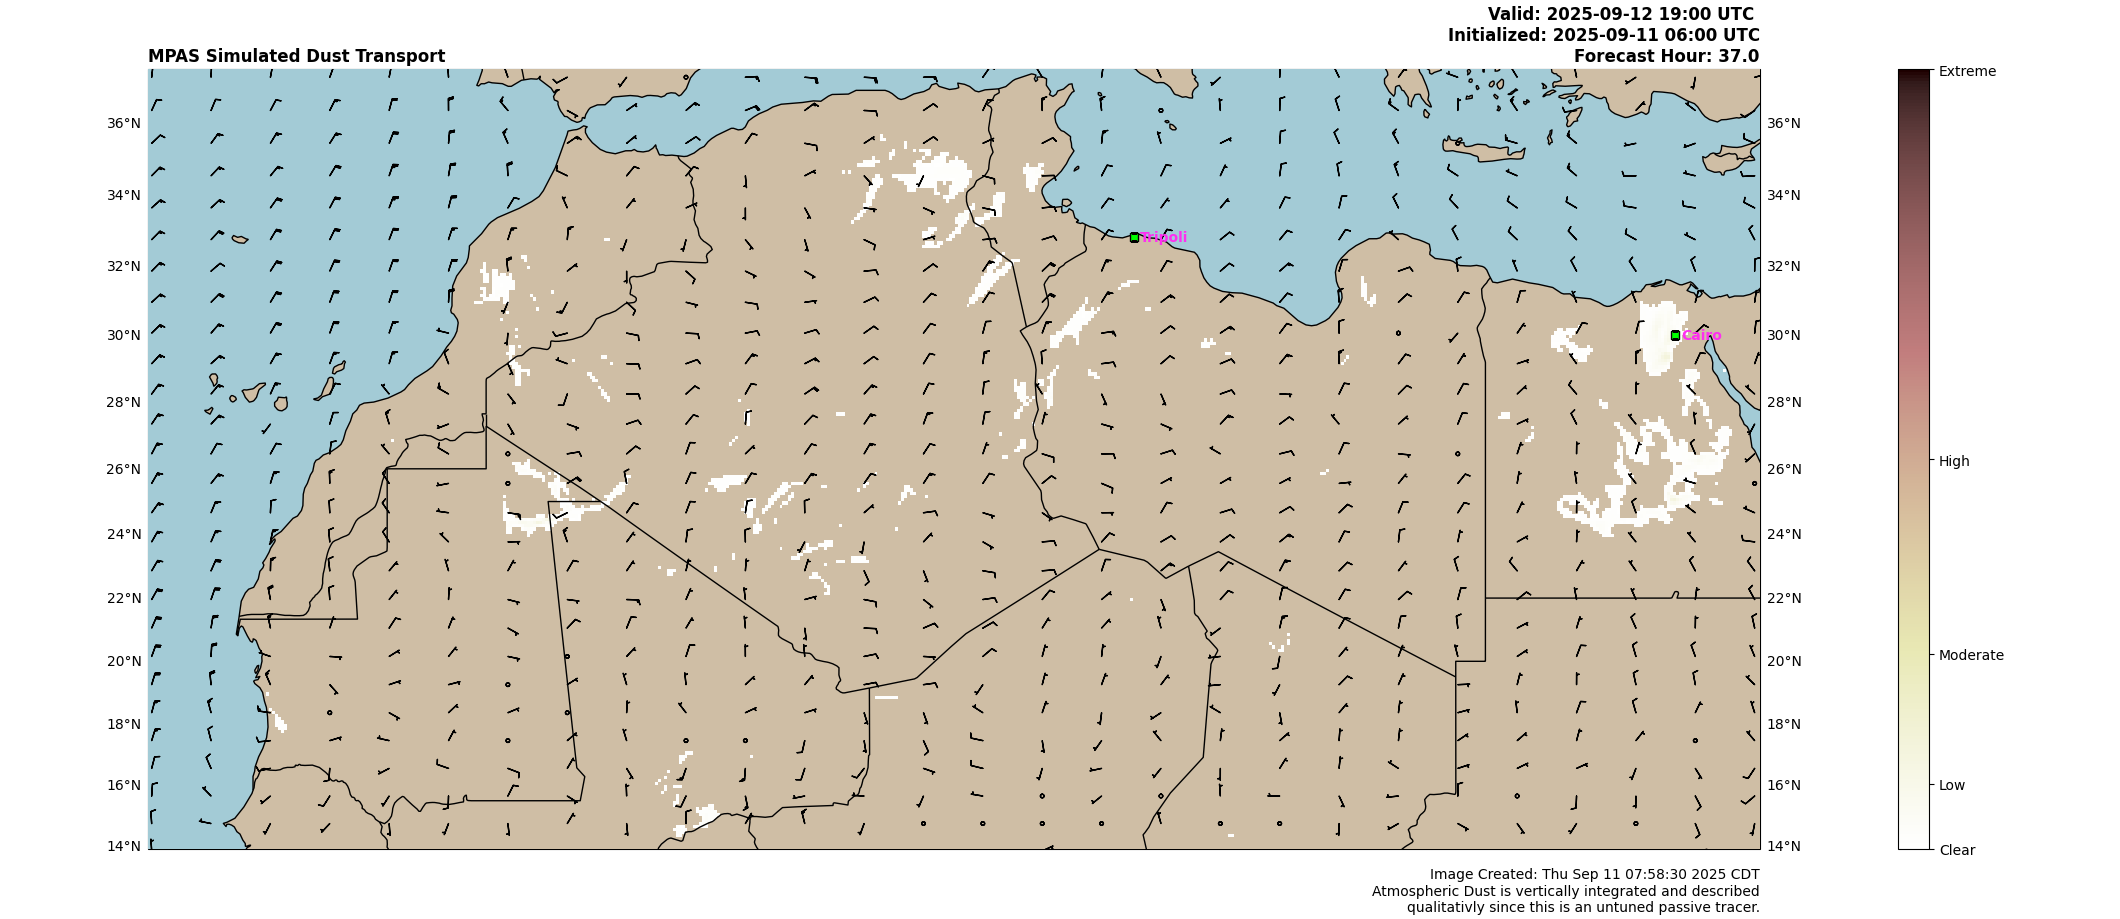 Valid: 2025-09-12 19:00 UTC
Initialized: 2025-09-11 06:00 UTC
MPAS Simulated Dust Transport
Forecast Hour: 37.0
Extreme
36°N
36°N
34°N
34°N
Tripoli
32°N
32°N
30°N
Cairo
30°N
28°N
28°N
26°N
26°N
High
24°N
24°N
22°N
22°N
20°N
20°N
Moderate
18°N
18°N
16°N
16°N
Low
14°N
14°N
Clear
Image Created: Thu Sep 11 07:58:30 2025 CDT
Atmospheric Dust is vertically integrated and described
qualitativly since this is an untuned passive tracer.